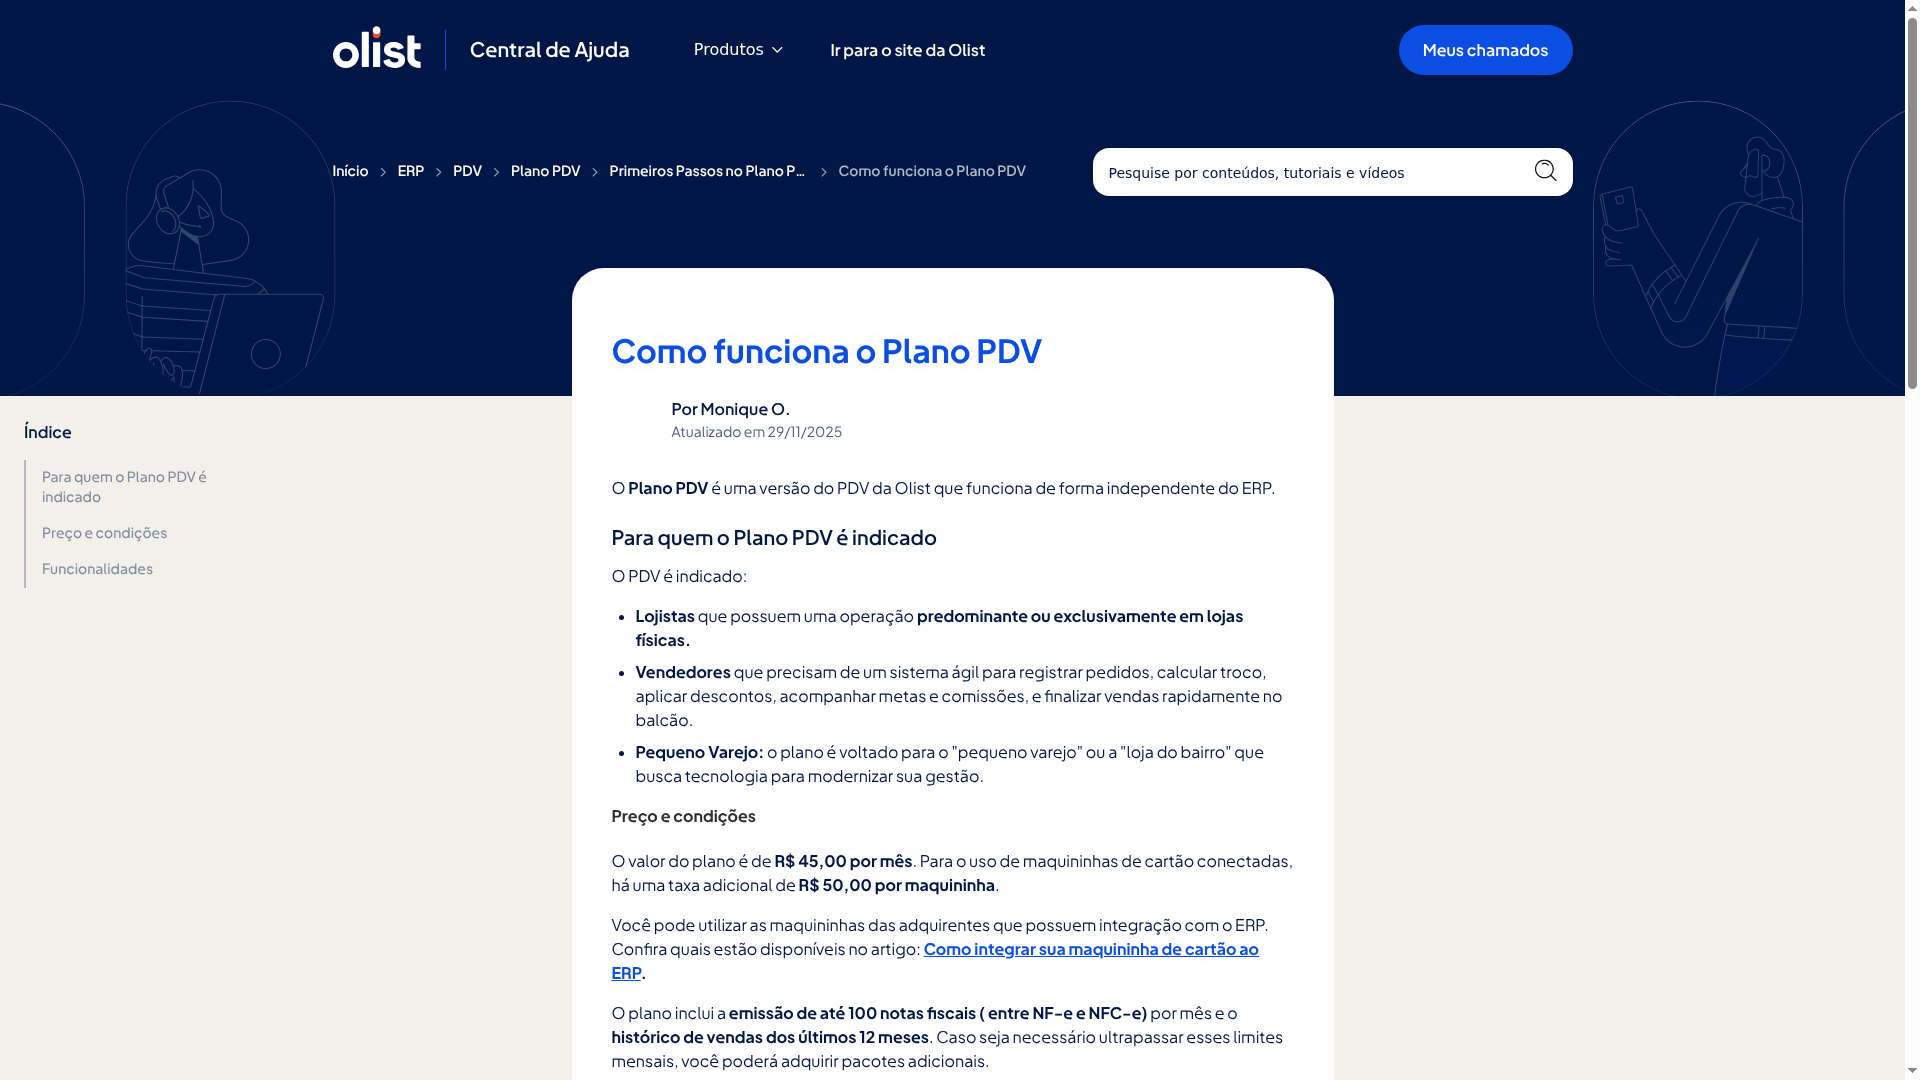 olist
Central de Ajuda
Produtos
Ir para o site da Olist
Meus chamados
Início
ERP
PDV
Plano PDV
Primeiros Passos no Plano P...
Como funciona o Plano PDV
Pesquise por conteúdos, tutoriais e vídeos
Índice
Para quem o Plano PDV é
indicado
Preço e condições
Funcionalidades
Como funciona o Plano PDV
Por Monique O.
Atualizado em 29/11/2025
O Plano PDV é uma versão do PDV da Olist que funciona de forma independente do ERP.
Para quem o Plano PDV é indicado
O PDV é indicado:
• Lojistas que possuem uma operação predominante ou exclusivamente em lojas
físicas.
• Vendedores que precisam de um sistema ágil para registrar pedidos, calcular troco,
aplicar descontos, acompanhar metas e comissões, e finalizar vendas rapidamente no
balcão.
• Pequeno Varejo: o plano é voltado para o "pequeno varejo" ou a "loja do bairro" que
busca tecnologia para modernizar sua gestão.
Preço e condições
O valor do plano é de R$ 45,00 por mês. Para o uso de maquininhas de cartão conectadas,
há uma taxa adicional de R$ 50,00 por maquininha.
Você pode utilizar as maquininhas das adquirentes que possuem integração com o ERP.
Confira quais estão disponíveis no artigo: Como integrar sua maquininha de cartão ao
ERP.
O plano inclui a emissão de até 100 notas fiscais ( entre NF-e e NFC-e) por mês e o
histórico de vendas dos últimos 12 meses. Caso seja necessário ultrapassar esses limites
mensais, você poderá adquirir pacotes adicionais.